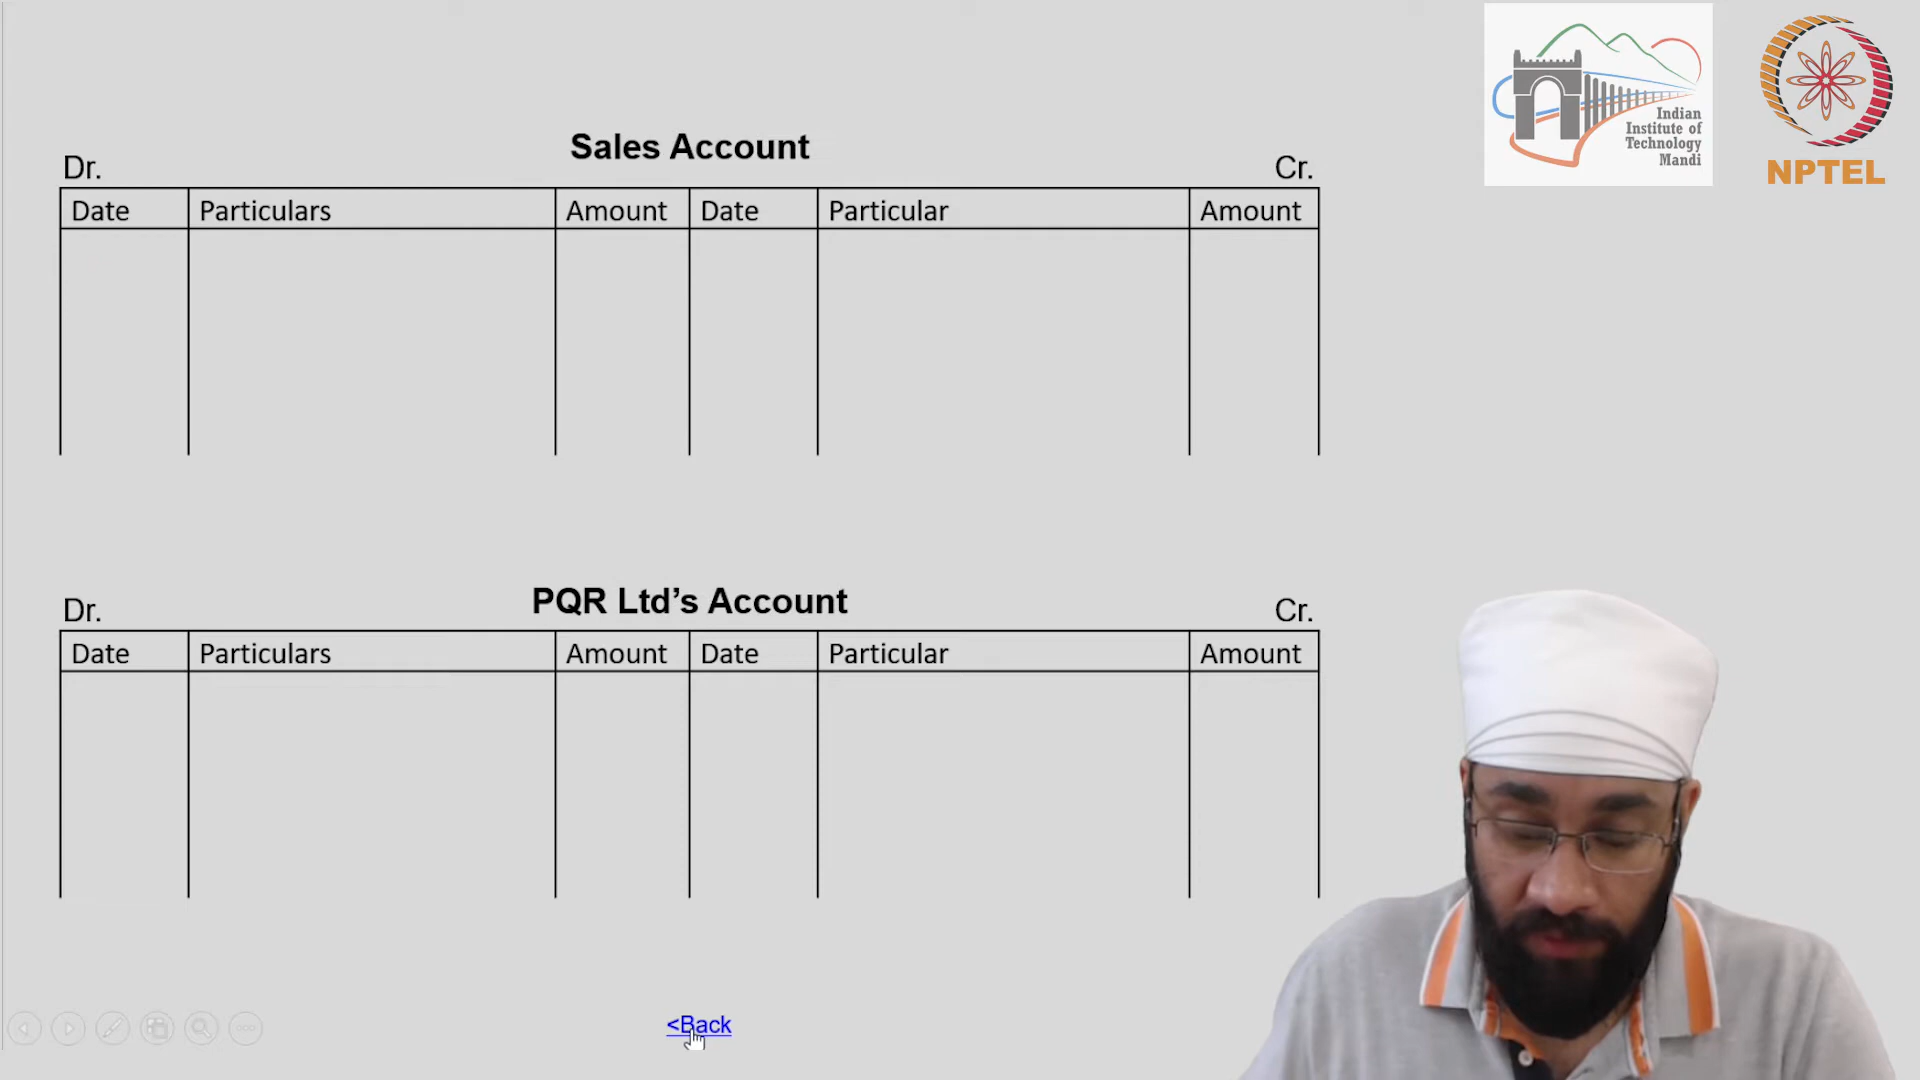 Indian
Institute of
Technology
Mandi
NPTEL
Sales Account
Dr. Cr.
Date Particulars Amount Date Particular Amount
PQR Ltd’s Account
Dr. Cr.
Date Particulars Amount Date Particular Amount
<Back